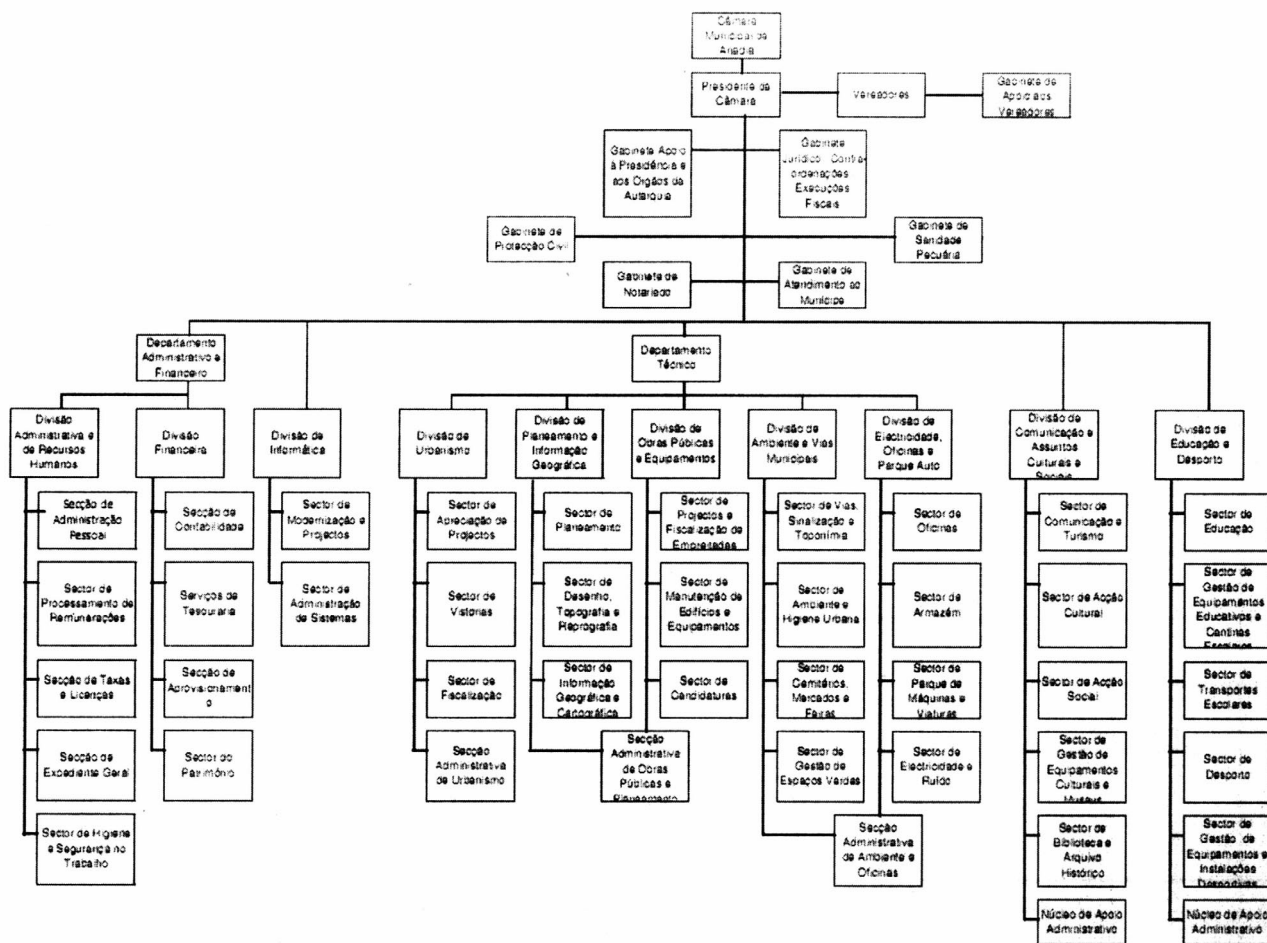 Câmara
Municipal de
Anadia
Presidente da
Câmara
Vereadores
Gabinete de
Apoio aos
Vereadores
Gabinete Apoio
à Presidência e
aos Orgãos da
Autarquia
Gabinete
Jurídico, Contra-
ordenações
Execuções
Fiscais
Gabinete de
Protecção Civil
Gabinete de
Sanidade
Pecuária
Gabinete de
Notariado
Gabinete de
Atendimento ao
Munícipe
Departamento
Administrativo e
Financeiro
Departamento
Técnico
Divisão
Administrativa e
de Recursos
Humanos
Divisão
Financeira
Divisão de
Informática
Divisão de
Urbanismo
Divisão de
Planeamento e
Informação
Geográfica
Divisão de
Obras Públicas
e Equipamentos
Divisão de
Ambiente e Vias
Municipais
Divisão de
Electricidade,
Oficinas e
Parque Auto
Divisão de
Comunicação e
Assuntos
Culturais e
Sociais
Divisão de
Educação e
Desporto
Secção de
Administração
Pessoal
Secção de
Contabilidade
Sector de
Modernização e
Projectos
Sector de
Apreciação de
Projectos
Sector de
Planeamento
Sector de
Projectos e
Fiscalização de
Empreitadas
Sector de Vias,
Sinalização e
Toponímia
Sector de
Oficinas
Sector de
Comunicação e
Turismo
Sector de
Educação
Sector de
Processamento de
Remunerações
Serviços de
Tesouraria
Sector de
Administração
de Sistemas
Sector de
Vistorias
Sector de
Desenho,
Topografia e
Reprografia
Sector de
Manutenção de
Edifícios e
Equipamentos
Sector de
Ambiente e
Higiene Urbana
Sector de
Armazém
Sector de Acção
Cultural
Sector de
Gestão de
Equipamentos
Educativos e
Cantinas
Escolares
Secção de Taxas
e Licenças
Secção de
Aprovisionament
o
Sector de
Fiscalização
Sector de
Informação
Geográfica e
Cartográfica
Sector de
Candidaturas
Sector de
Cemitérios,
Mercados e
Feiras
Sector de
Parque de
Máquinas e
Viaturas
Sector de Acção
Social
Sector de
Transportes
Escolares
Secção de
Expediente Geral
Sector do
Património
Secção
Administrativa
de Urbanismo
Secção
Administrativa
de Obras
Públicas e
Planeamento
Sector de
Gestão de
Espaços Verdes
Sector de
Electricidade e
Ruído
Sector de
Gestão de
Equipamentos
Culturais e
Museus
Sector de
Desporto
Sector de Higiene
e Segurança no
Trabalho
Secção
Administrativa
de Ambiente e
Oficinas
Sector de
Biblioteca e
Arquivo
Histórico
Sector de
Gestão de
Equipamentos e
Instalações
Desportivas
Núcleo de Apoio
Administrativo
Núcleo de Apoio
Administrativo